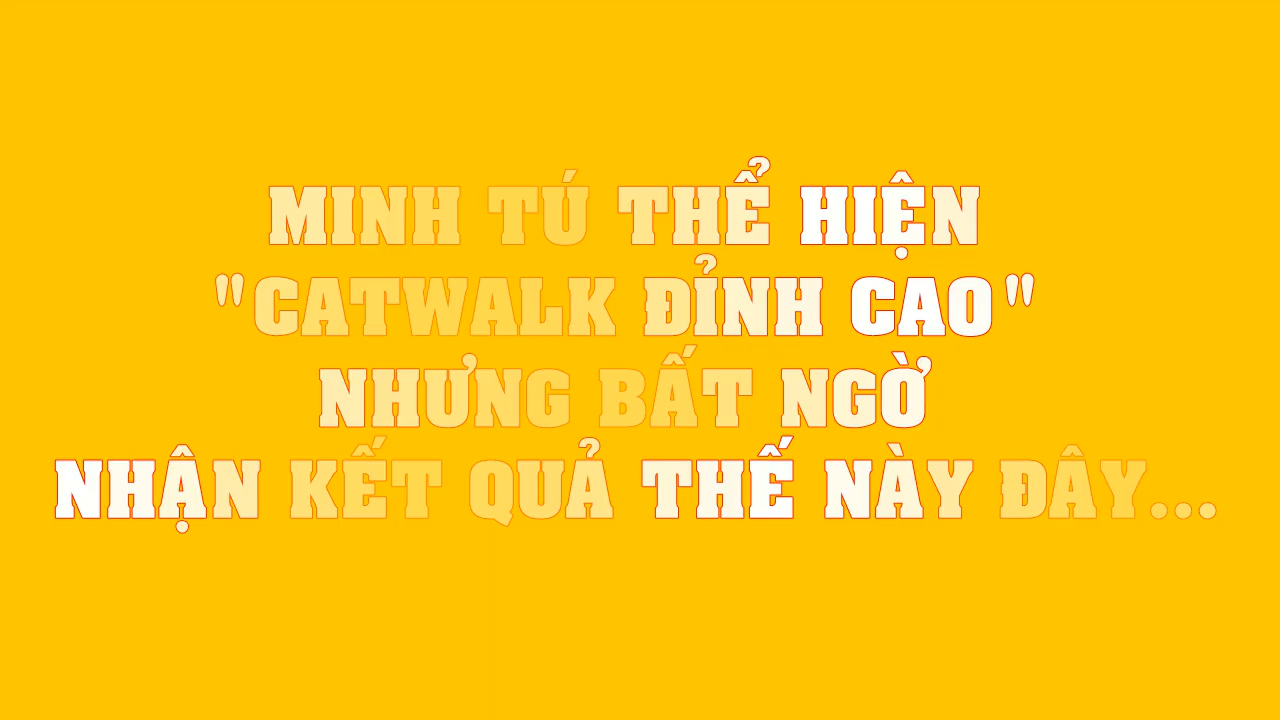 MINH TÚ THỂ HIỆN
"CATWALK ĐỈNH CAO"
NHƯNG BẤT NGỜ
NHẬN KẾT QUẢ THẾ NÀY ĐÂY...